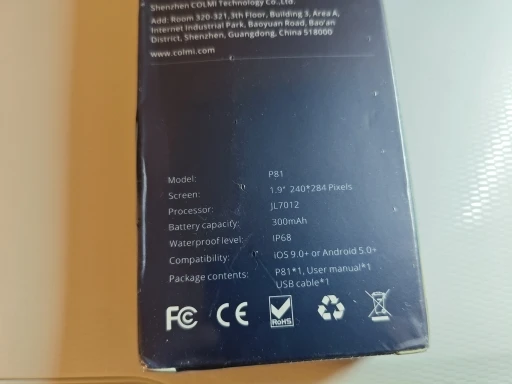 Shenzhen COLMI Technology Co.,Ltd.
Add: Room 320-321,3th Floor, Building 3, Area A,
Internet Industrial Park, Baoyuan Road, Bao'an
District, Shenzhen, Guangdong, China 518000
www.colmi.com
Model: P81
Screen: 1.9" 240*284 Pixels
Processor: JL7012
Battery capacity: 300mAh
Waterproof level: IP68
Compatibility: iOS 9.0+ or Android 5.0+
Package contents: P81*1, User manual*1
USB cable*1
FC CE RoHS